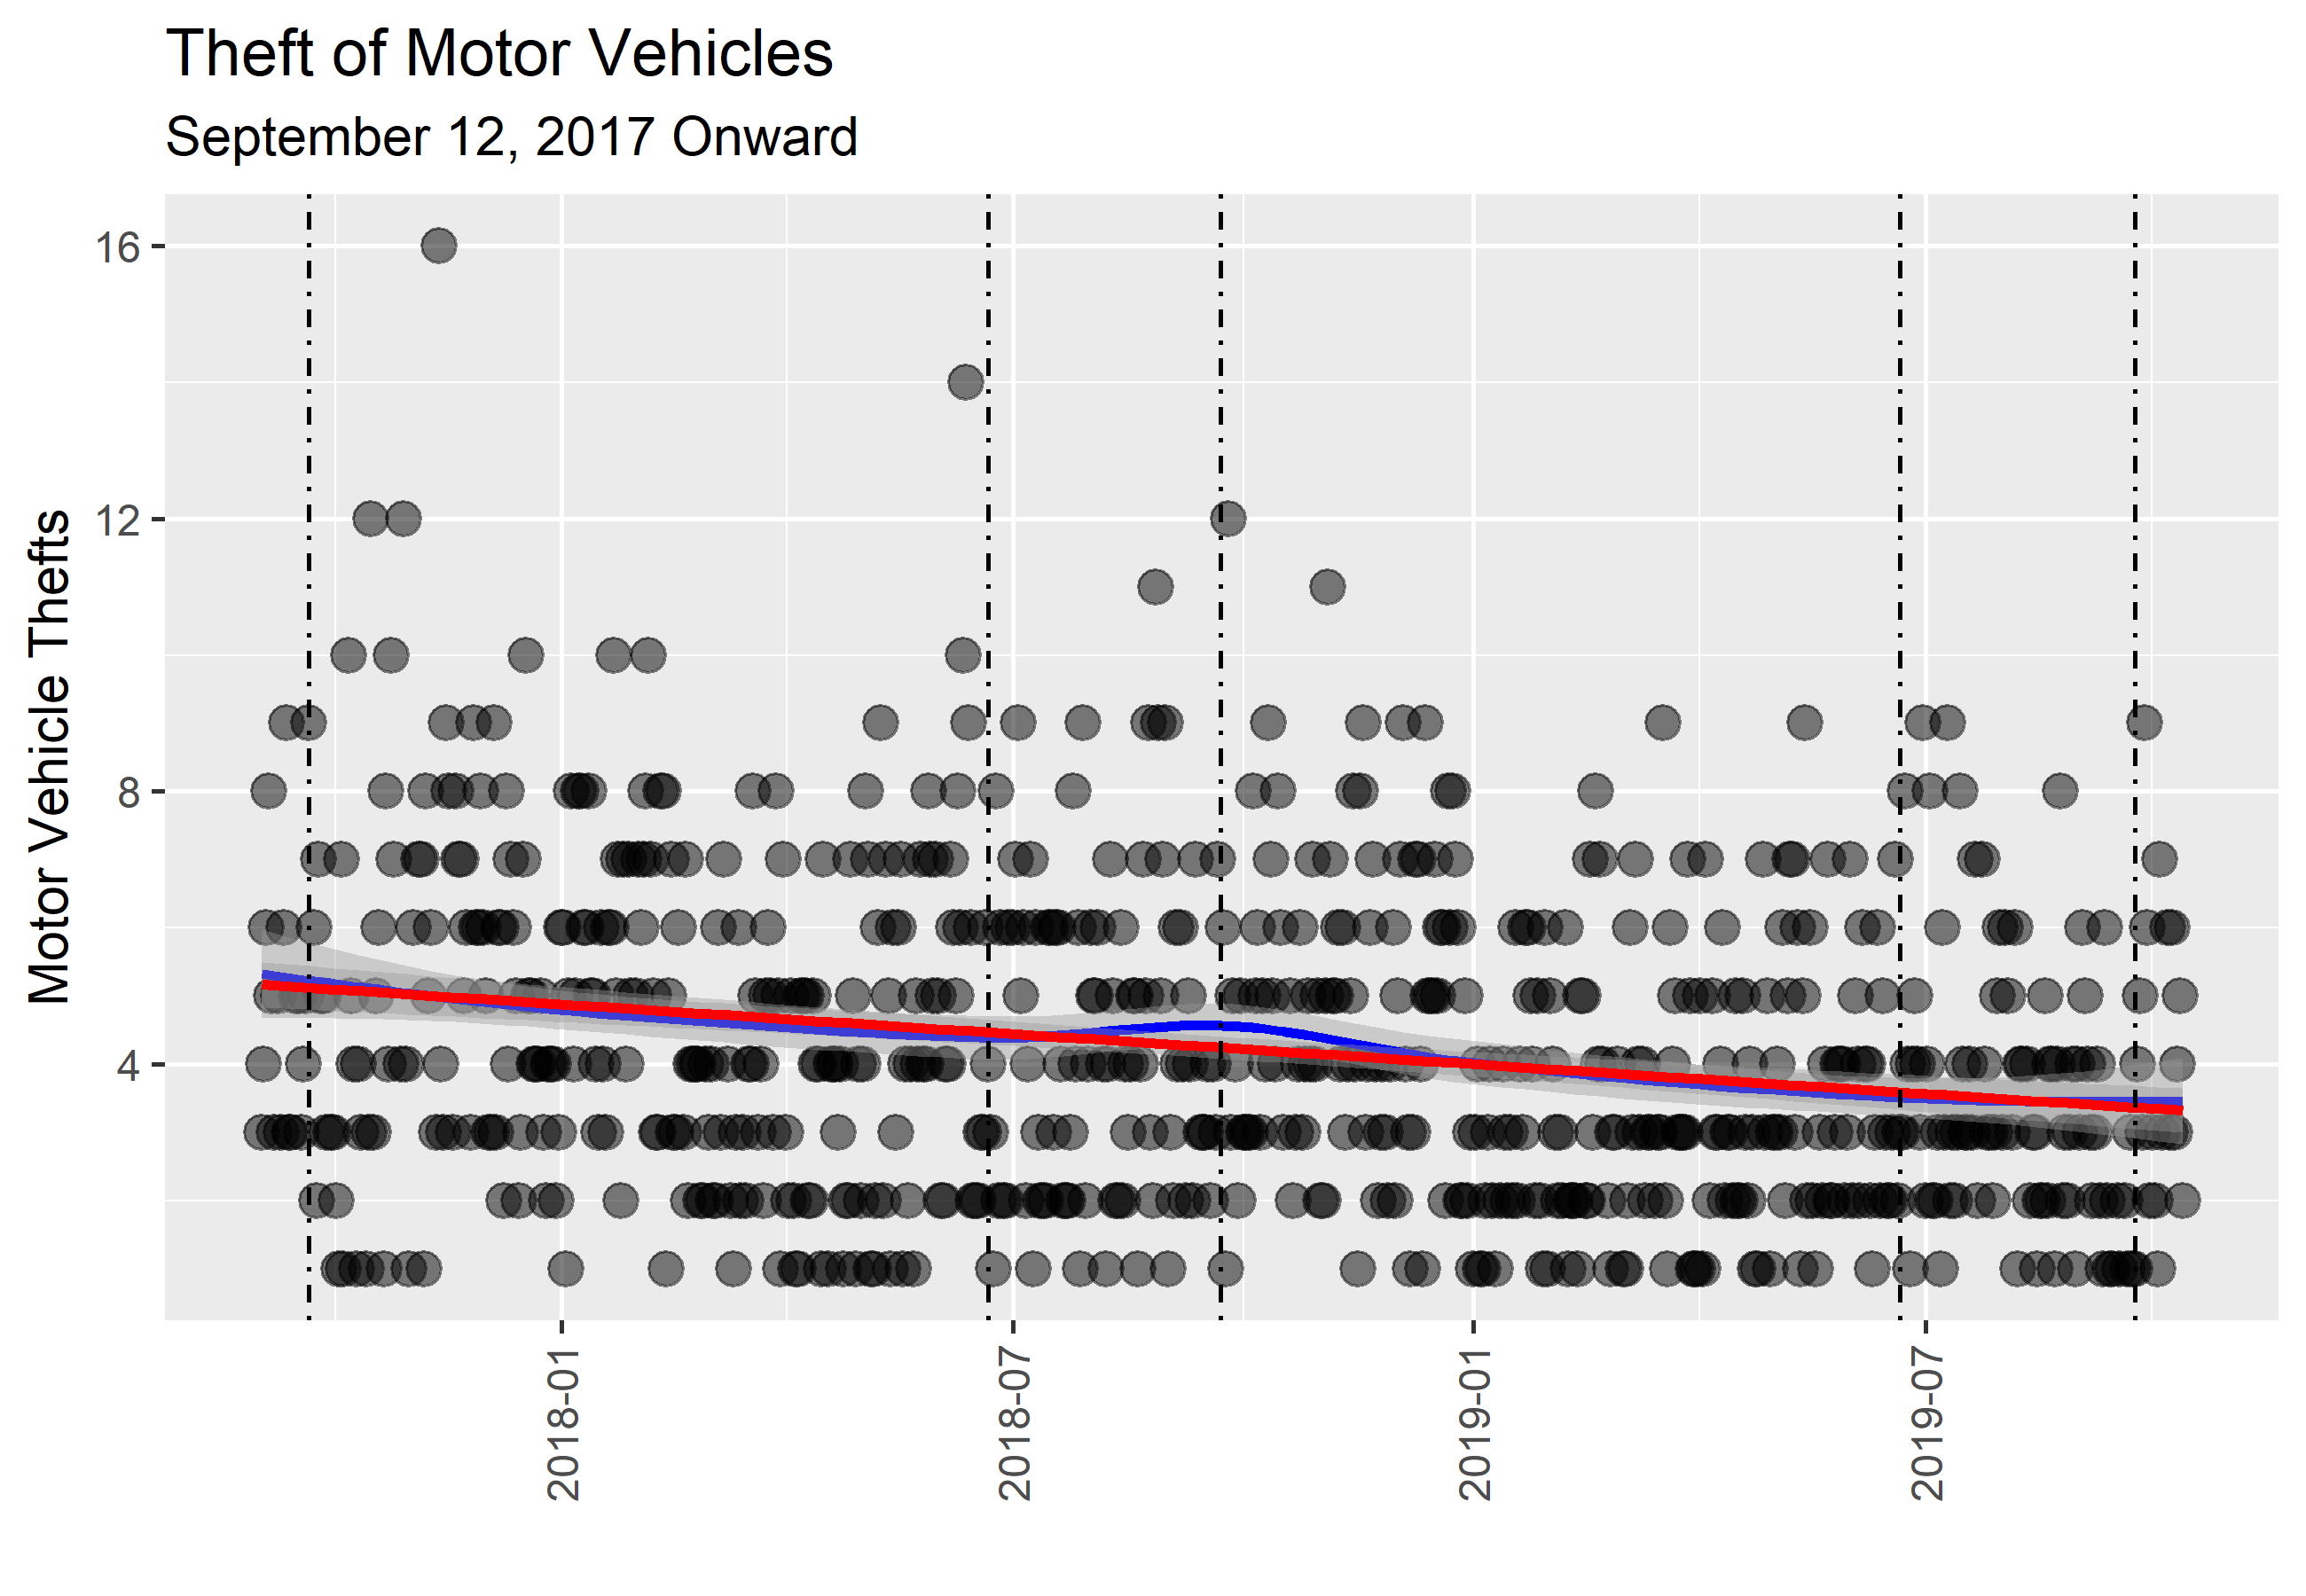 Theft of Motor Vehicles
September 12, 2017 Onward
Motor Vehicle Thefts
16
12
8
4
2018-01
2018-07
2019-01
2019-07